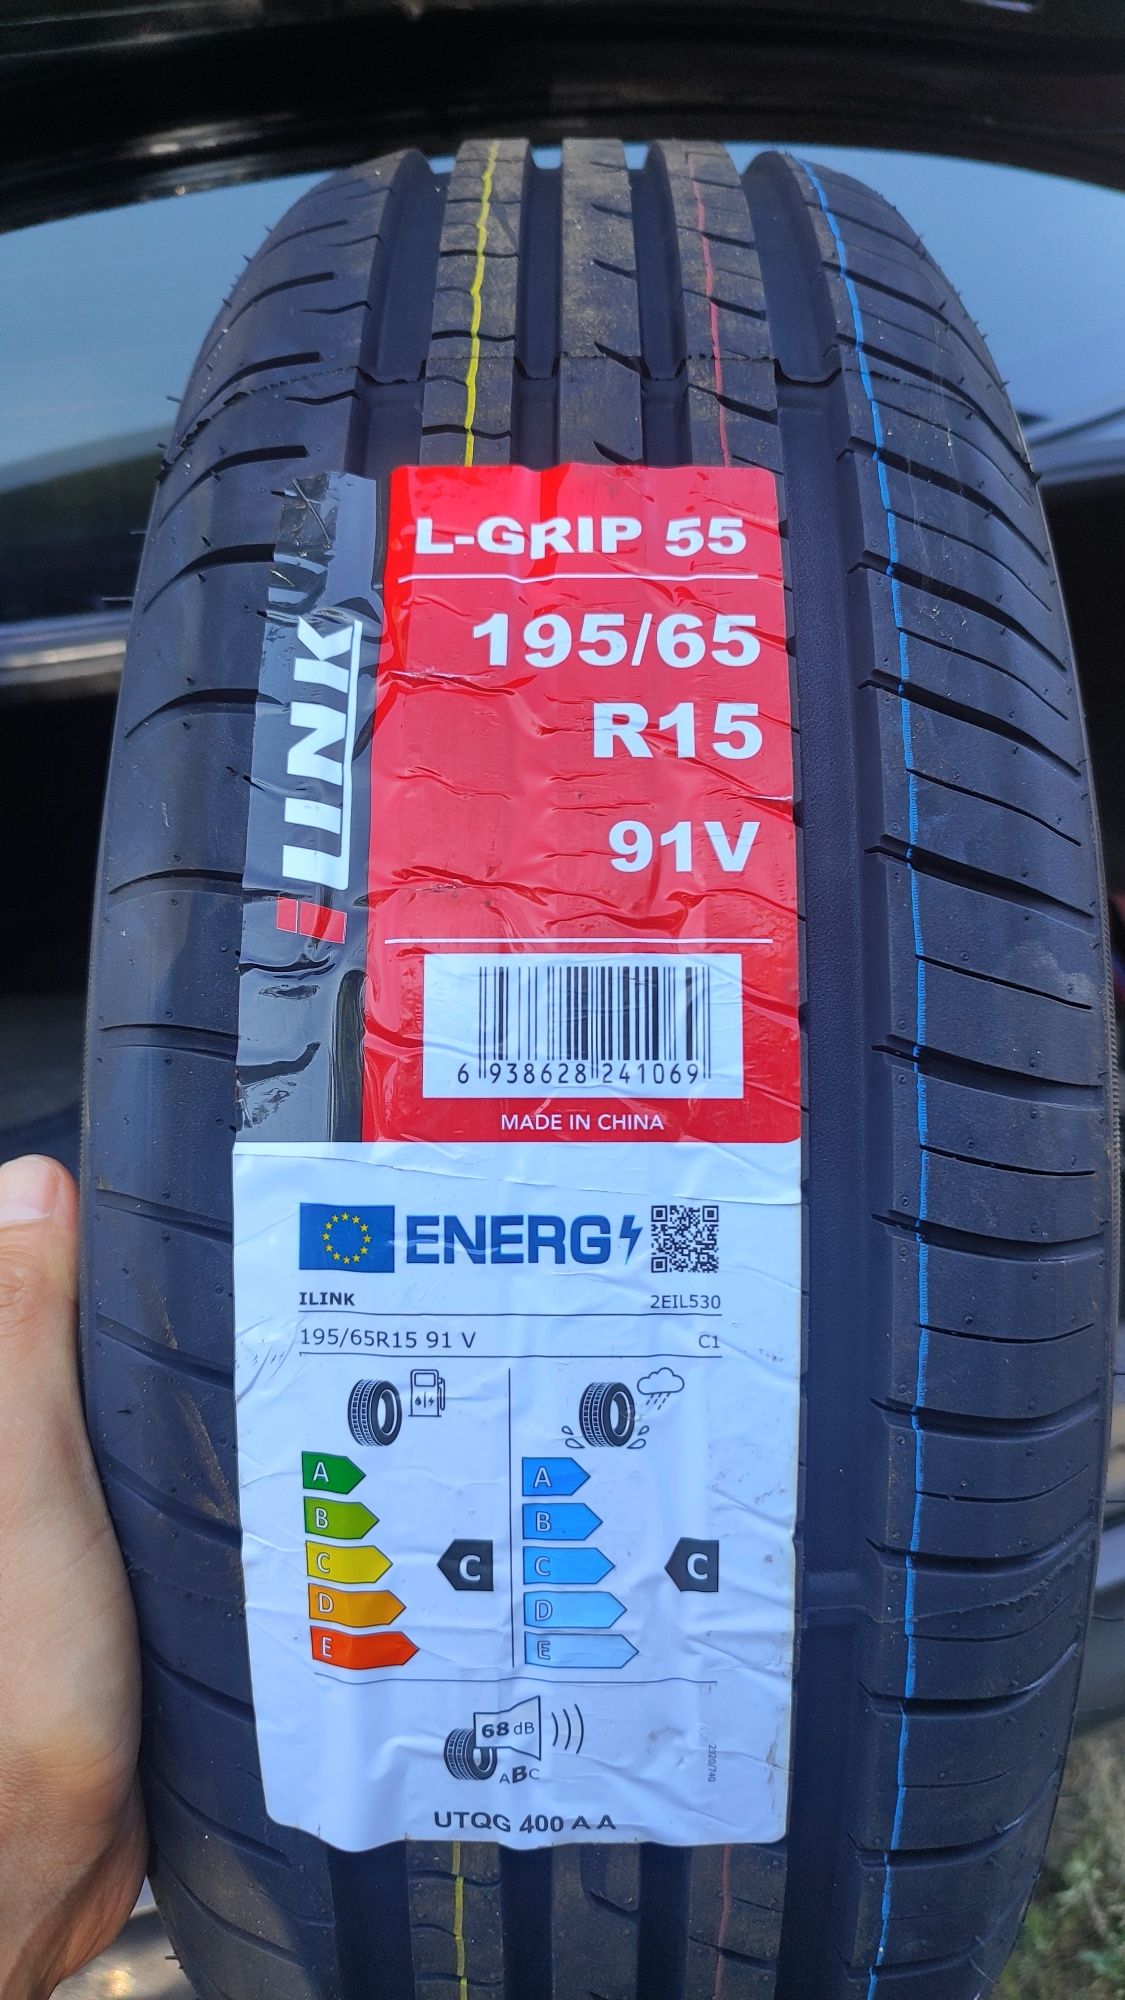 L-GRIP 55
195/65
R15
91V
iLINK
6 938628 241069
MADE IN CHINA
ENERG
ILINK 2EIL530
195/65R15 91 V C1
A A
B B
C C C C
D D
E E
68 dB
ABC
2020/740
UTQG 400 A A